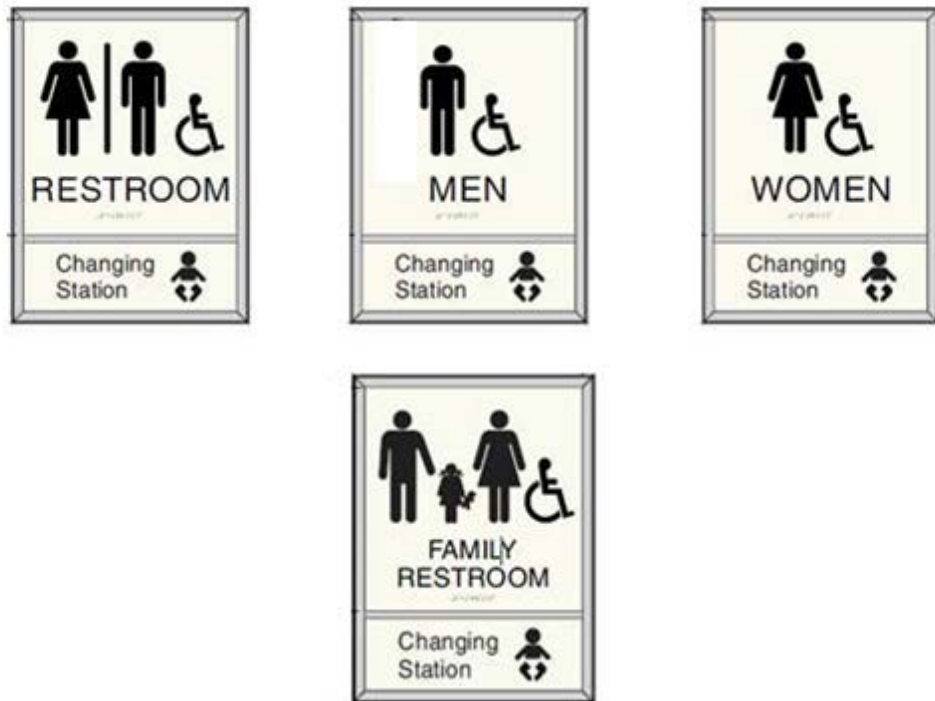 RESTROOM
Changing
Station
MEN
Changing
Station
WOMEN
Changing
Station
FAMILY
RESTROOM
Changing
Station